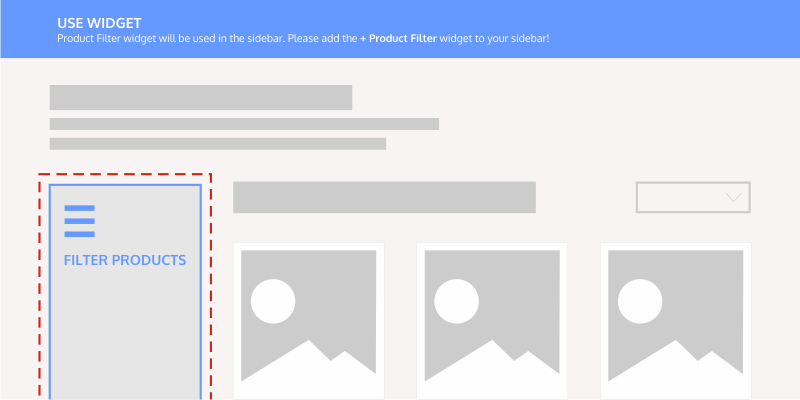 USE WIDGET
Product Filter widget will be used in the sidebar. Please add the + Product Filter widget to your sidebar!
FILTER PRODUCTS